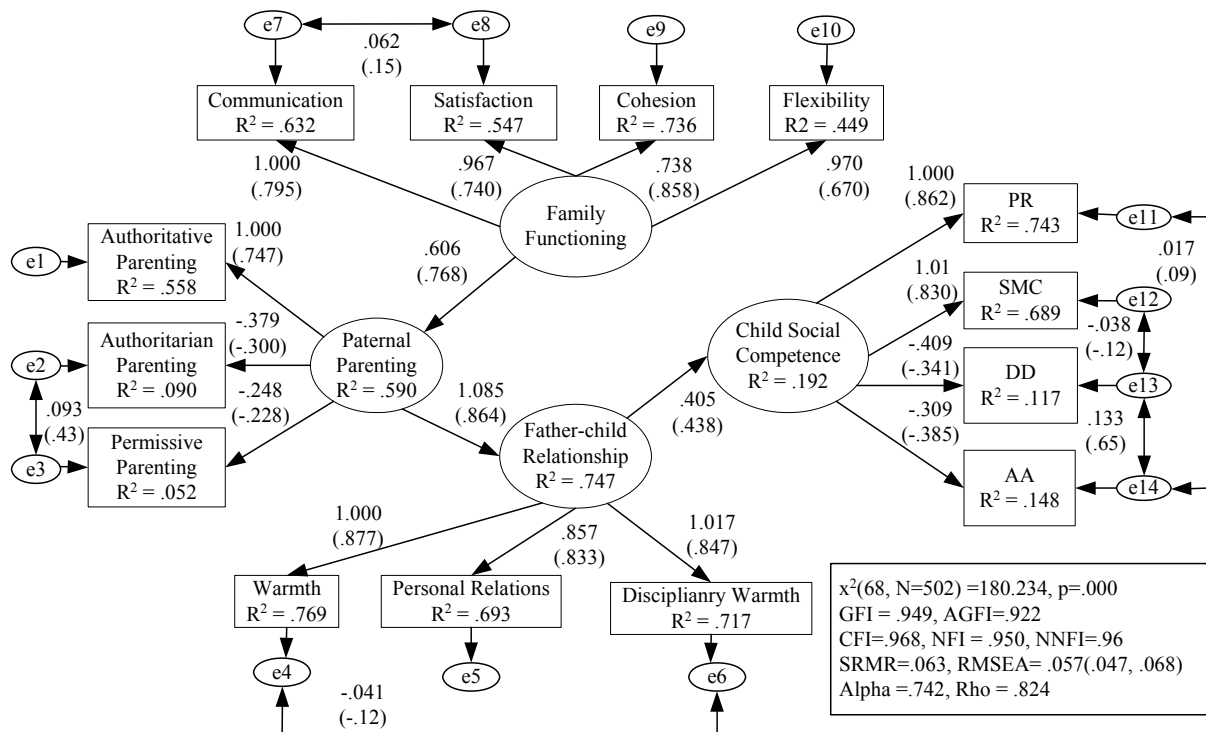 e7
e8
e9
e10
.062
(.15)
Communication
R² = .632
Satisfaction
R² = .547
Cohesion
R² = .736
Flexibility
R2 = .449
1.000
(.795)
.967
(.740)
.738
(.858)
.970
(.670)
Family
Functioning
.606
(.768)
e1
Authoritative
Parenting
R² = .558
1.000
(.747)
e2
Authoritarian
Parenting
R² = .090
-.379
(-.300)
-.248
(-.228)
.093
(.43)
e3
Permissive
Parenting
R² = .052
Paternal
Parenting
R² = .590
1.085
(.864)
Father-child
Relationship
R² = .747
.405
(.438)
Child Social
Competence
R² = .192
1.000
(.862)
PR
R² = .743
e11
.017
(.09)
1.01
(.830)
SMC
R² = .689
e12
-.038
(-.12)
-.409
(-.341)
DD
R² = .117
e13
.133
(.65)
-.309
(-.385)
AA
R² = .148
e14
1.000
(.877)
.857
(.833)
1.017
(.847)
Warmth
R² = .769
Personal Relations
R² = .693
Disciplianry Warmth
R² = .717
e4
e5
e6
-.041
(-.12)
x²(68, N=502) =180.234, p=.000
GFI = .949, AGFI=.922
CFI=.968, NFI = .950, NNFI=.96
SRMR=.063, RMSEA= .057(.047, .068)
Alpha =.742, Rho = .824